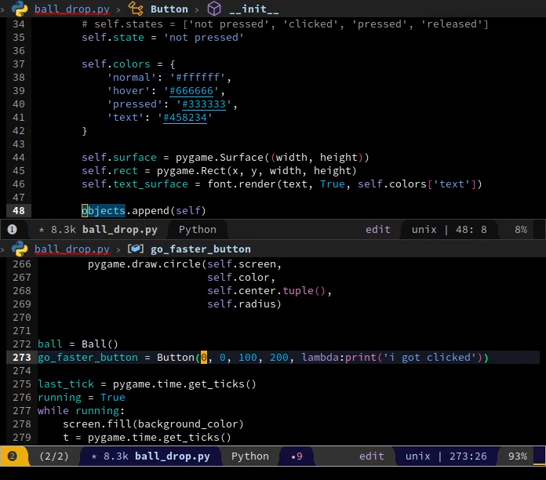 ball_drop.py › Button › __init__
34 # self.states = ['not pressed', 'clicked', 'pressed', 'released']
35 self.state = 'not pressed'
36
37 self.colors = {
38 'normal': '#ffffff',
39 'hover': '#666666',
40 'pressed': '#333333',
41 'text': '#458234'
42 }
43
44 self.surface = pygame.Surface((width, height))
45 self.rect = pygame.Rect(x, y, width, height)
46 self.text_surface = font.render(text, True, self.colors['text'])
47
48 objects.append(self)
1 * 8.3k ball_drop.py Python edit | unix | 48: 8 | 8%
ball_drop.py › go_faster_button
266 pygame.draw.circle(self.screen,
267 self.color,
268 self.center.tuple(),
269 self.radius)
270
271
272 ball = Ball()
273 go_faster_button = Button(0, 0, 100, 200, lambda:print('i got clicked'))
274
275 last_tick = pygame.time.get_ticks()
276 running = True
277 while running:
278 screen.fill(background_color)
279 t = pygame.time.get_ticks()
2 (2/2) * 8.3k ball_drop.py Python •9 edit | unix | 273:26 93%